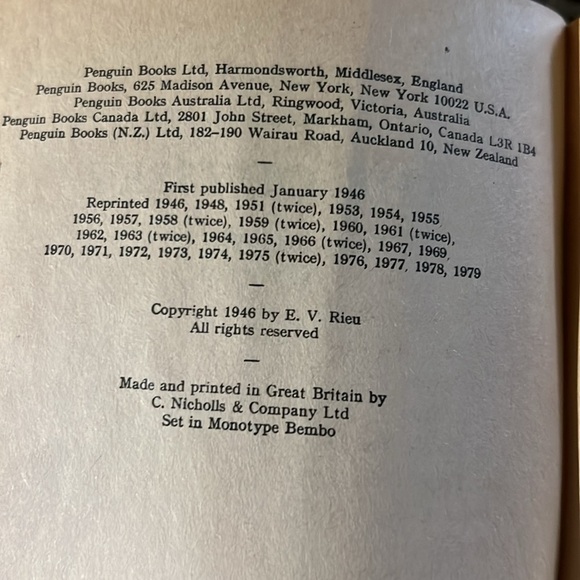 Penguin Books Ltd, Harmondsworth, Middlesex, England
Penguin Books, 625 Madison Avenue, New York, New York 10022 U.S.A.
Penguin Books Australia Ltd, Ringwood, Victoria, Australia
Penguin Books Canada Ltd, 2801 John Street, Markham, Ontario, Canada L3R 1B4
Penguin Books (N.Z.) Ltd, 182–190 Wairau Road, Auckland 10, New Zealand
—
First published January 1946
Reprinted 1946, 1948, 1951 (twice), 1953, 1954, 1955
1956, 1957, 1958 (twice), 1959 (twice), 1960, 1961 (twice),
1962, 1963 (twice), 1964, 1965, 1966 (twice), 1967, 1969,
1970, 1971, 1972, 1973, 1974, 1975 (twice), 1976, 1977, 1978, 1979
—
Copyright 1946 by E. V. Rieu
All rights reserved
—
Made and printed in Great Britain by
C. Nicholls & Company Ltd
Set in Monotype Bembo